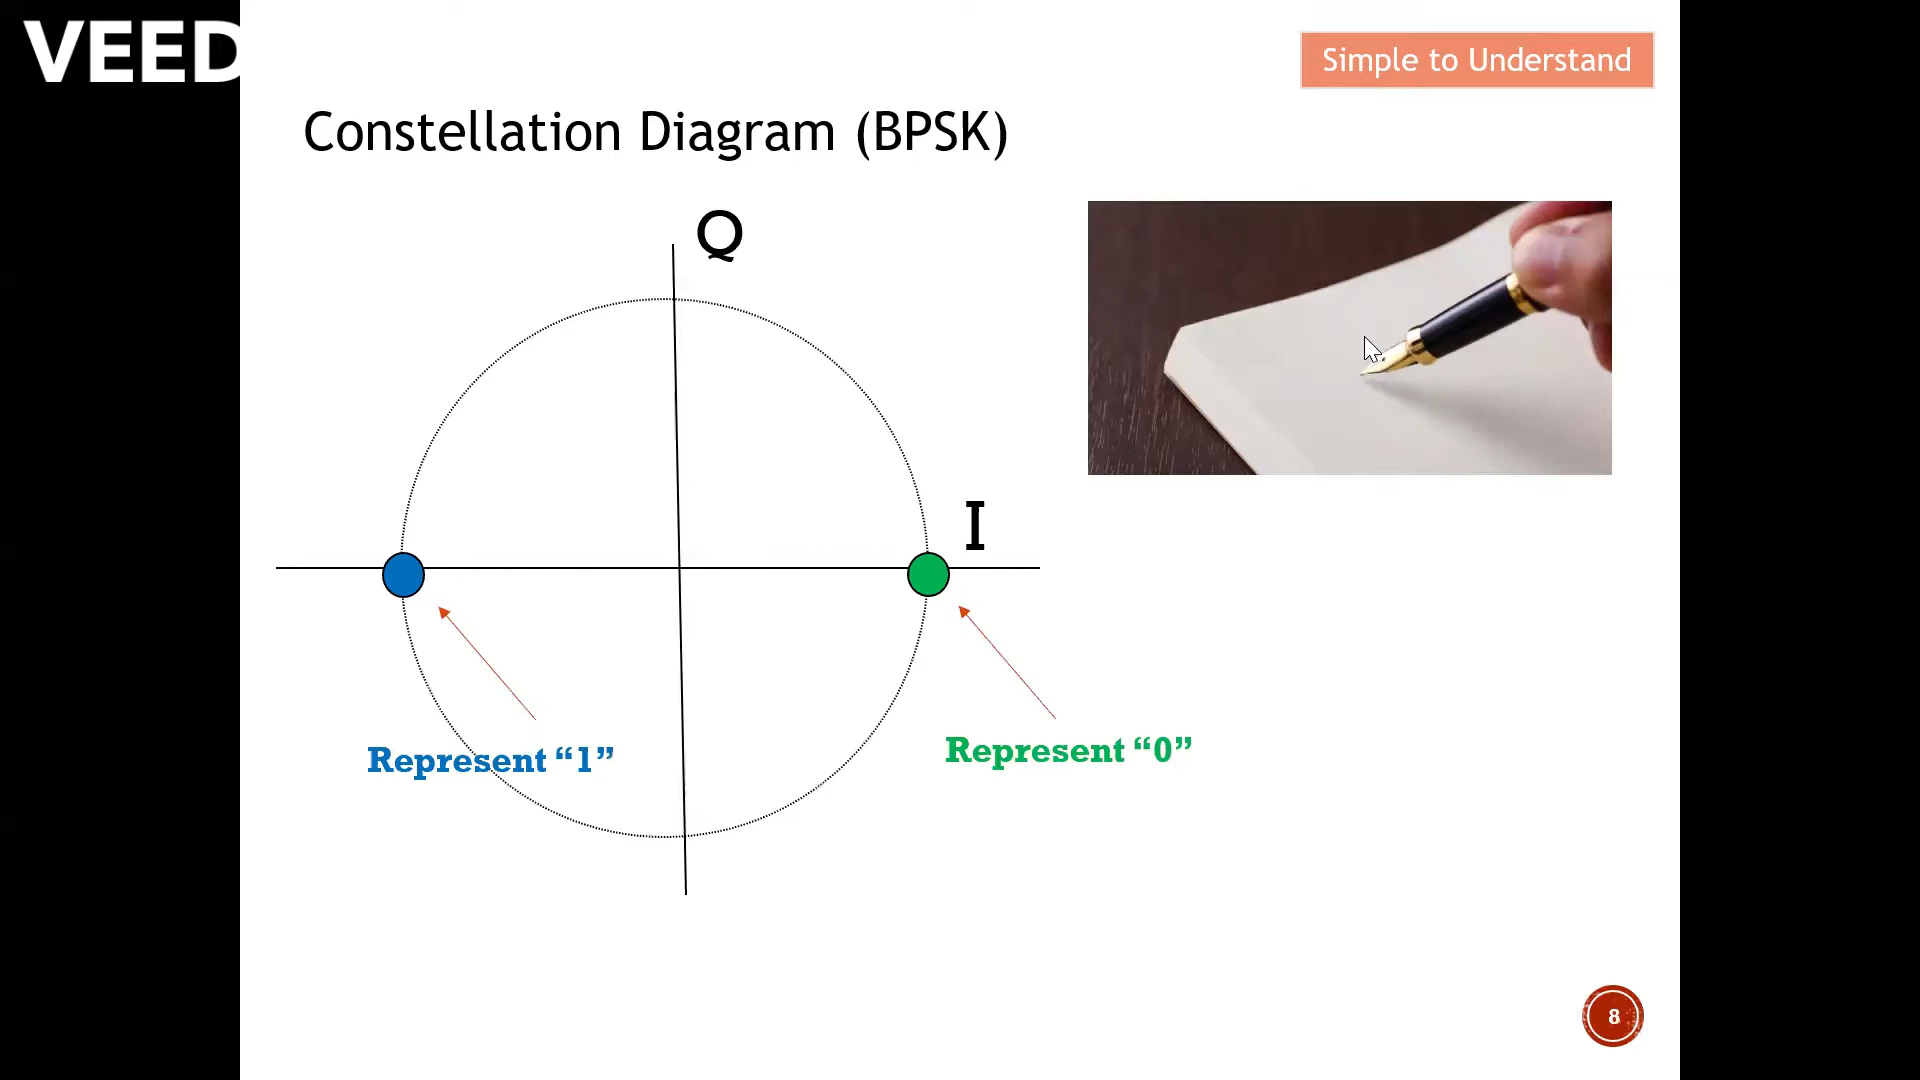 VEED
Simple to Understand
Constellation Diagram (BPSK)
Q
I
Represent “1”
Represent “0”
8